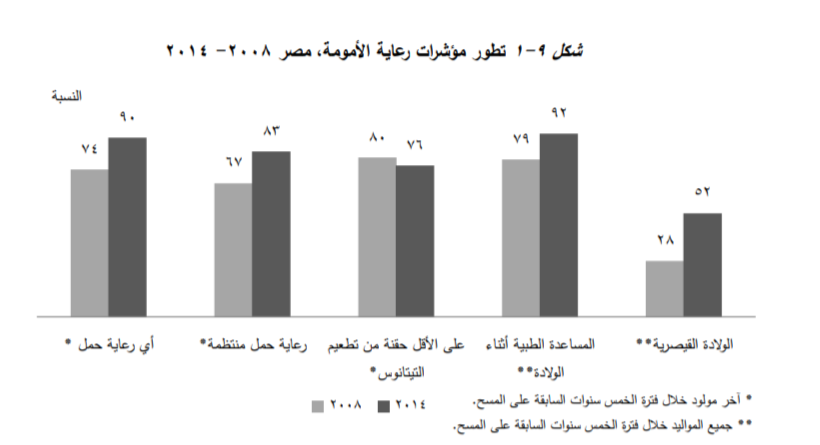 شكل ٩-١ تطور مؤشرات رعاية الأمومة، مصر ٢٠٠٨- ٢٠١٤
النسبة
٧٤
٩٠
٦٧
٨٣
٨٠
٧٦
٧٩
٩٢
٢٨
٥٢
أي رعاية حمل *
رعاية حمل منتظمة*
على الأقل حقنة من تطعيم
التيتانوس*
المساعدة الطبية أثناء
الولادة**
الولادة القيصرية**
٢٠٠٨
٢٠١٤
* آخر مولود خلال فترة الخمس سنوات السابقة على المسح.
** جميع المواليد خلال فترة الخمس سنوات السابقة على المسح.